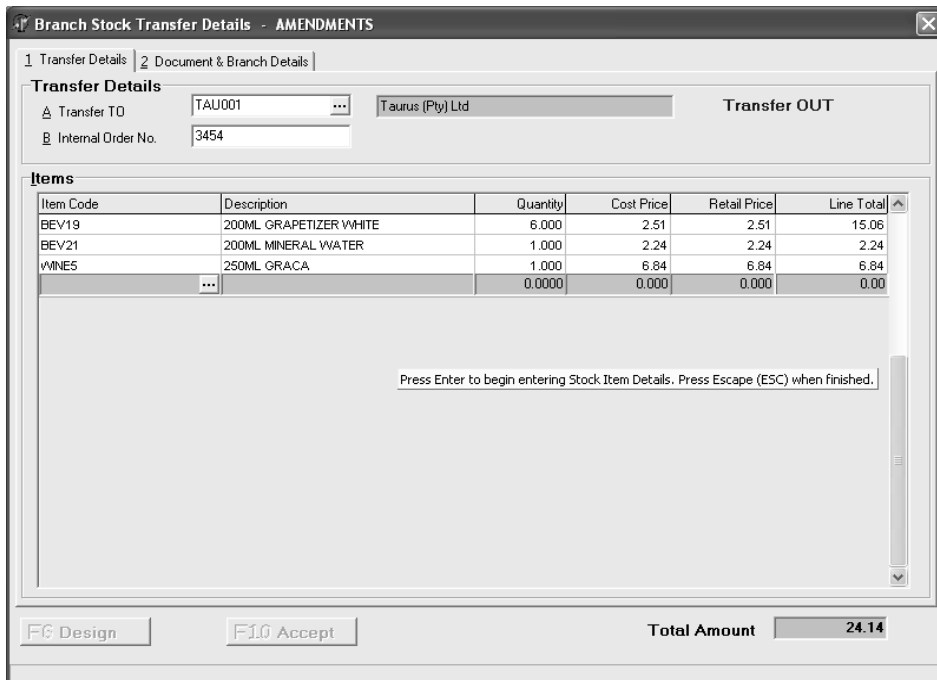 Branch Stock Transfer Details - AMENDMENTS
1 Transfer Details 2 Document & Branch Details
Transfer Details
A Transfer TO TAU001 ... Taurus (Pty) Ltd Transfer OUT
B Internal Order No. 3454
Items
Item Code Description Quantity Cost Price Retail Price Line Total
BEV19 200ML GRAPETIZER WHITE 6.000 2.51 2.51 15.06
BEV21 200ML MINERAL WATER 1.000 2.24 2.24 2.24
WINE5 250ML GRACA 1.000 6.84 6.84 6.84
... 0.0000 0.000 0.000 0.00
Press Enter to begin entering Stock Item Details. Press Escape (ESC) when finished.
F6 Design F10 Accept Total Amount 24.14